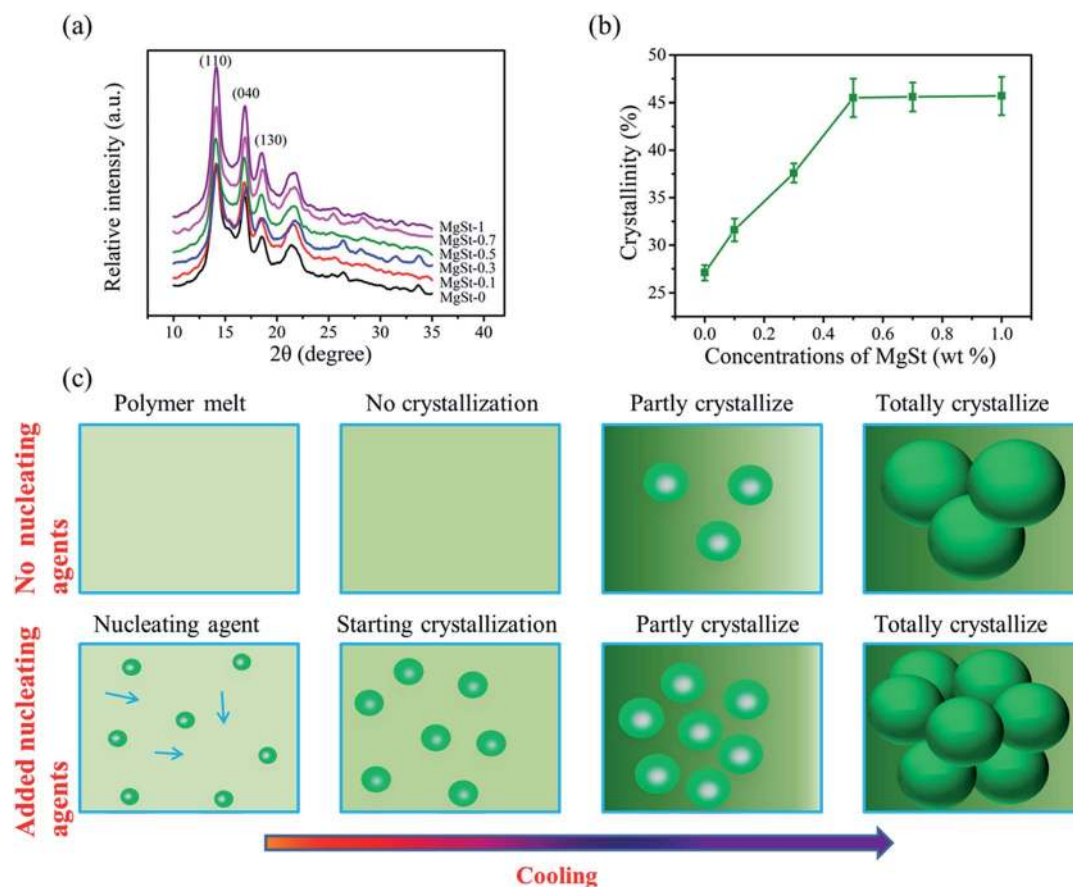 (a)
(110)
(040
(130)
MgSt-1
MgSt-0.7
MgSt-0.5
MgSt-0.3
MgSt-0.1
MgSt-0
Relative intensity (a.u.)
10 15 20 25 30 35 40
2θ (degree)
(b)
50
45
40
35
30
25
Crystallinity (%)
0.0 0.2 0.4 0.6 0.8 1.0
Concentrations of MgSt (wt %)
(c)
No nucleating
agents
Polymer melt
No crystallization
Partly crystallize
Totally crystallize
Added nucleating
agents
Nucleating agent
Starting crystallization
Partly crystallize
Totally crystallize
Cooling